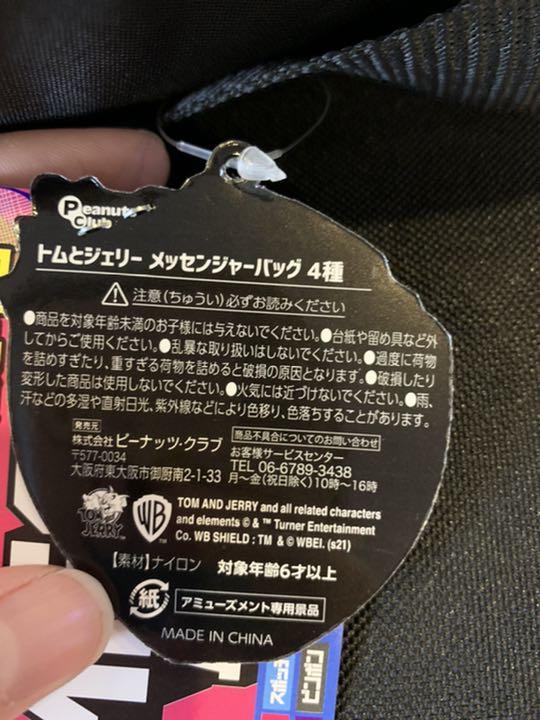 Peanuts
Club
トムとジェリー メッセンジャーバッグ 4種
注意(ちゅうい)必ずお読みください
●商品を対象年齢未満のお子様には与えないでください。●台紙や留め具など外
してからご使用ください。●乱暴な取り扱いはしないでください。●過度に荷物
を詰めすぎたり、重すぎる荷物を詰めると破損の原因となります。●破損したり
変形した商品は使用しないでください。●火気には近づけないでください。●雨、
汗などの多湿や直射日光、紫外線などにより色移り、色落ちすることがあります。
発売元
株式会社 ピーナッツ・クラブ
〒577-0034
大阪府東大阪市御厨南2-1-33
商品不具合についてのお問い合わせ
お客様サービスセンター
TEL 06-6789-3438
月〜金(祝日除く)10時〜16時
TOM AND JERRY
WB
TOM AND JERRY and all related characters
and elements © & ™ Turner Entertainment
Co. WB SHIELD : TM & © WBEI. (s21)
【素材】ナイロン 対象年齢6才以上
紙
アミューズメント専用景品
MADE IN CHINA